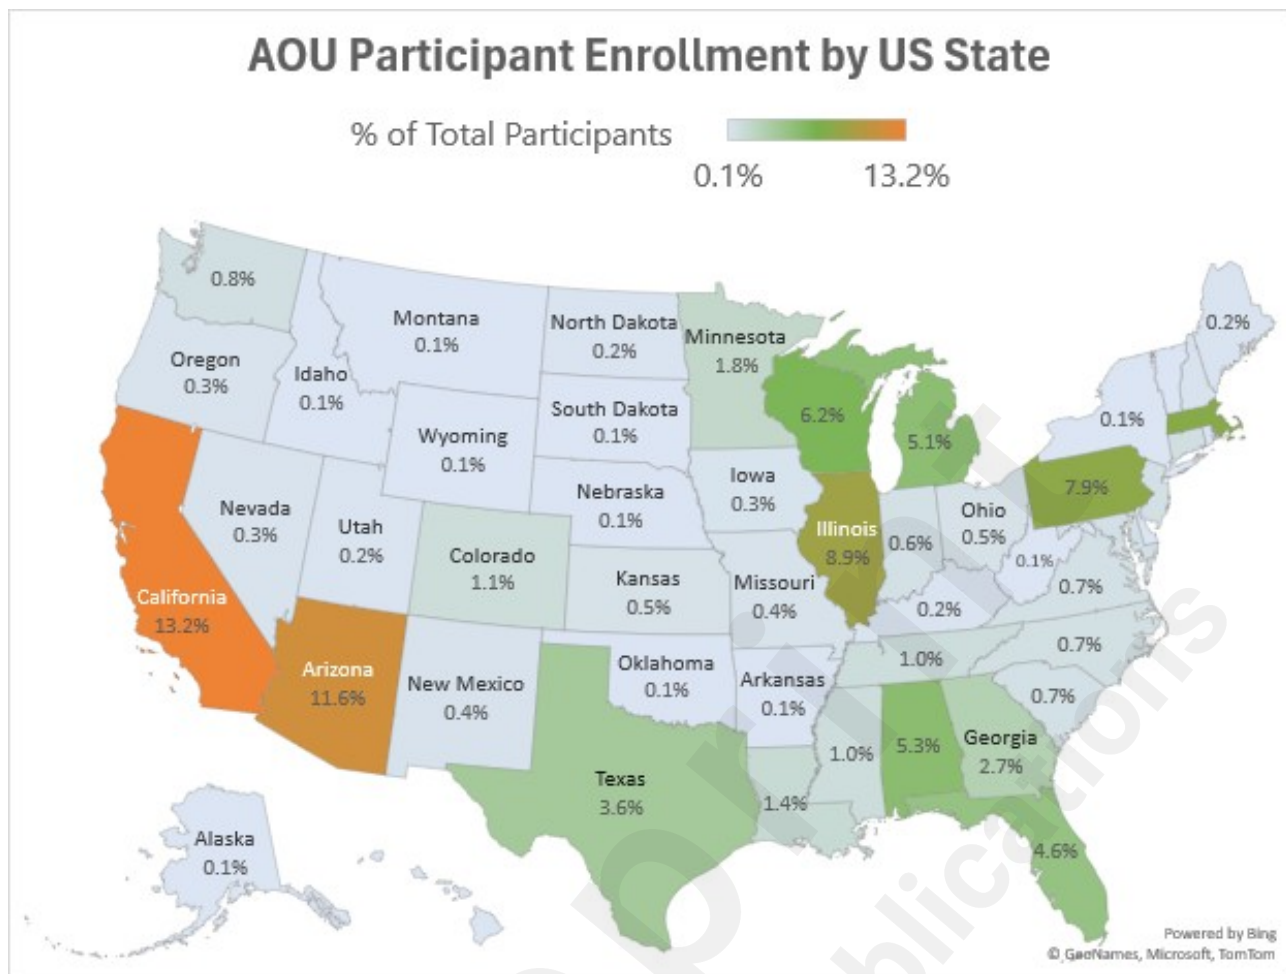 AOU Participant Enrollment by US State
% of Total Participants
0.1%
13.2%
0.8%
Montana
0.1%
North Dakota
0.2%
Minnesota
1.8%
0.2%
Oregon
0.3%
Idaho
0.1%
South Dakota
0.1%
Wyoming
0.1%
6.2%
5.1%
0.1%
Nebraska
0.1%
Iowa
0.3%
7.9%
Nevada
0.3%
Utah
0.2%
Colorado
1.1%
Illinois
8.9%
0.6%
Ohio
0.5%
0.1%
0.7%
California
13.2%
Kansas
0.5%
Missouri
0.4%
0.2%
0.7%
Arizona
11.6%
New Mexico
0.4%
Oklahoma
0.1%
Arkansas
0.1%
1.0%
0.7%
Texas
3.6%
1.4%
1.0%
5.3%
Georgia
2.7%
4.6%
Alaska
0.1%
Powered by Bing
© GeoNames, Microsoft, TomTom